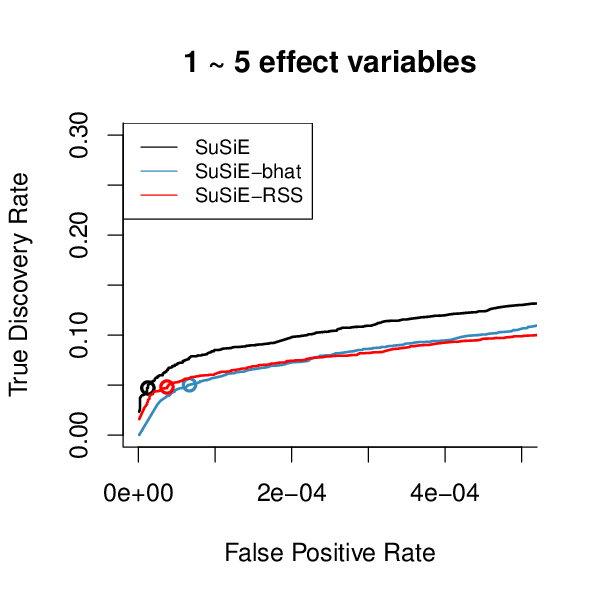 1 ~ 5 effect variables
True Discovery Rate
0.30
0.20
0.10
0.00
SuSiE
SuSiE−bhat
SuSiE−RSS
0e+00 2e−04 4e−04
False Positive Rate